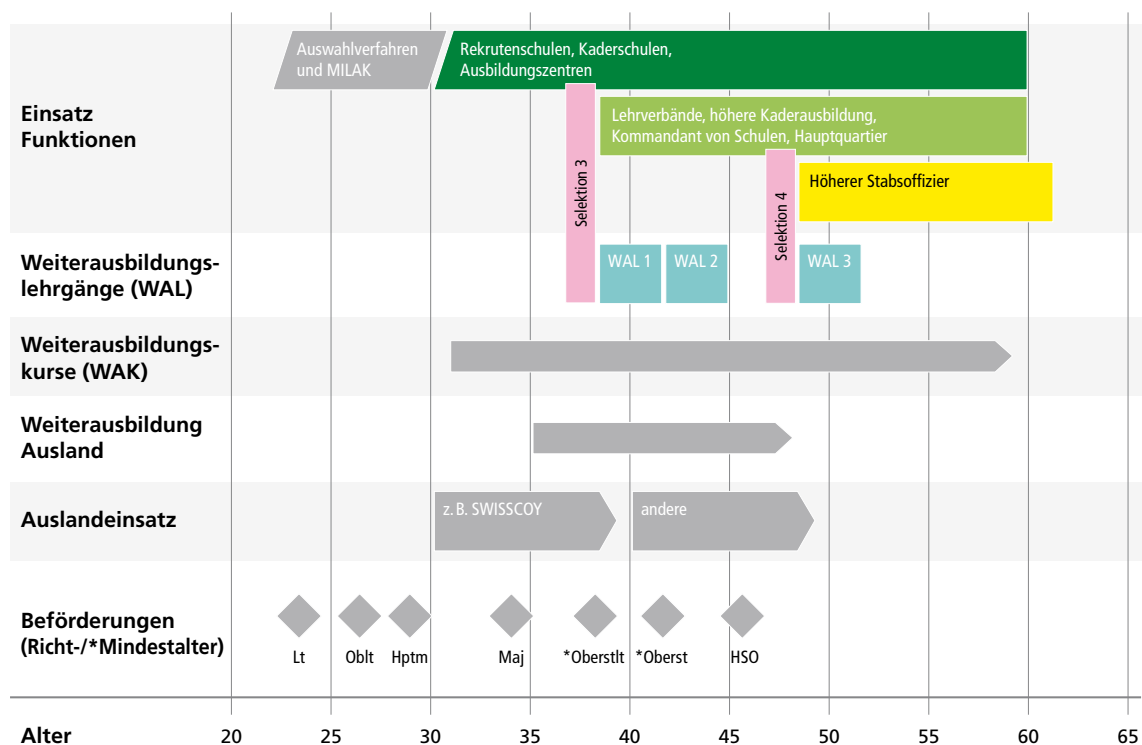 Einsatz
Funktionen
Auswahlverfahren
und MILAK
Rekrutenschulen, Kaderschulen,
Ausbildungszentren
Lehrverbände, höhere Kaderausbildung,
Kommandant von Schulen, Hauptquartier
Höherer Stabsoffizier
Selektion 3
Selektion 4
Weiterausbildungs-
lehrgänge (WAL)
WAL 1
WAL 2
WAL 3
Weiterausbildungs-
kurse (WAK)
Weiterausbildung
Ausland
Auslandeinsatz
z. B. SWISSCOY
andere
Beförderungen
(Richt-/*Mindestalter)
Lt
Oblt
Hptm
Maj
*Oberstlt
*Oberst
HSO
Alter
20
25
30
35
40
45
50
55
60
65